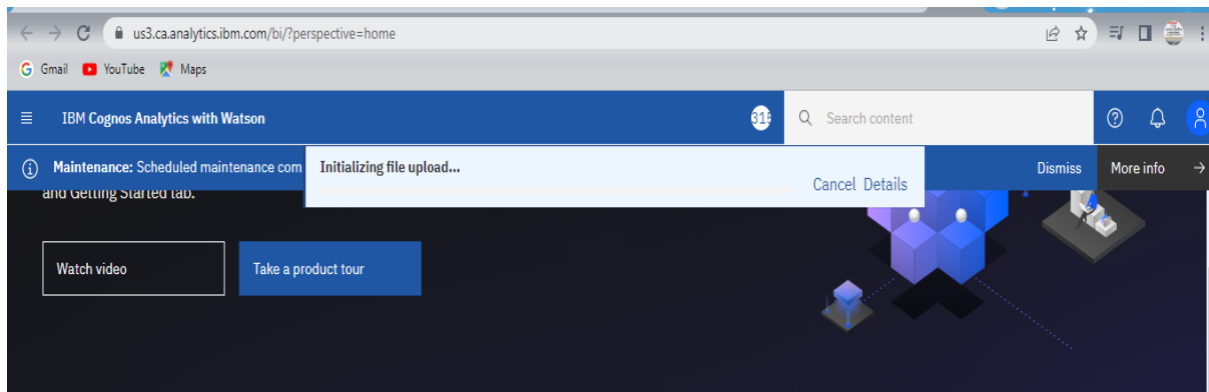 us3.ca.analytics.ibm.com/bi/?perspective=home
Gmail YouTube Maps
IBM Cognos Analytics with Watson
Search content
Maintenance: Scheduled maintenance com
Initializing file upload...
Cancel Details
Dismiss More info
and Getting Started tab.
Watch video Take a product tour